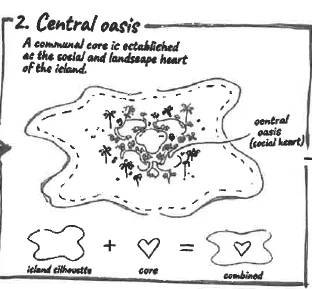 2. Central oasis
A communal core is established
as the social and landscape heart
of the island.
central
oasis
(social heart)
+
=
island silhouette
core
combined